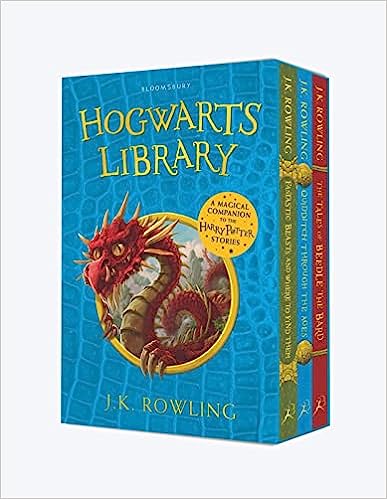 BLOOMSBURY
HOGWARTS
LIBRARY
A MAGICAL
COMPANION
TO THE
HARRY POTTER
STORIES
J.K. ROWLING
J.K. ROWLING
FANTASTIC BEASTS AND WHERE TO FIND THEM
J.K. ROWLING
QUIDDITCH THROUGH THE AGES
J.K. ROWLING
THE TALES OF BEEDLE THE BARD